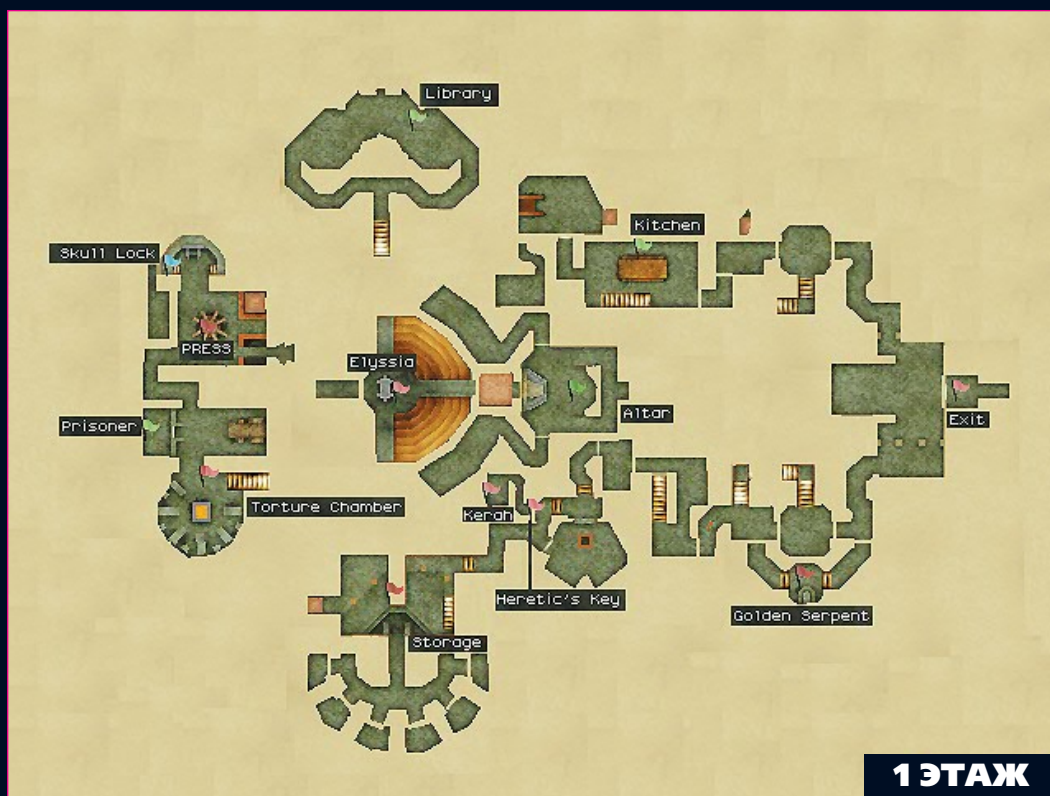 Library
Kitchen
Skull Lock
PRESS
Elyssia
Altar
Exit
Prisoner
Torture Chamber
Kerah
Heretic's Key
Golden Serpent
Storage
1 ЭТАЖ